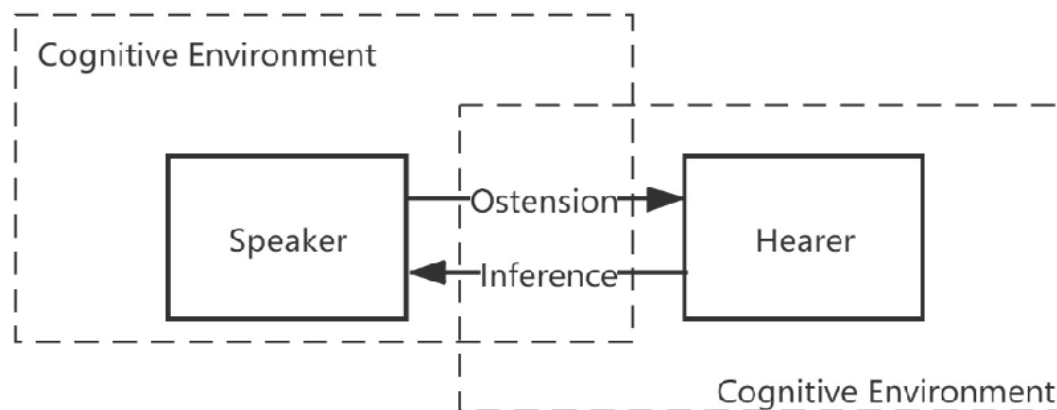 Cognitive Environment
Ostension
Speaker
Hearer
Inference
Cognitive Environment